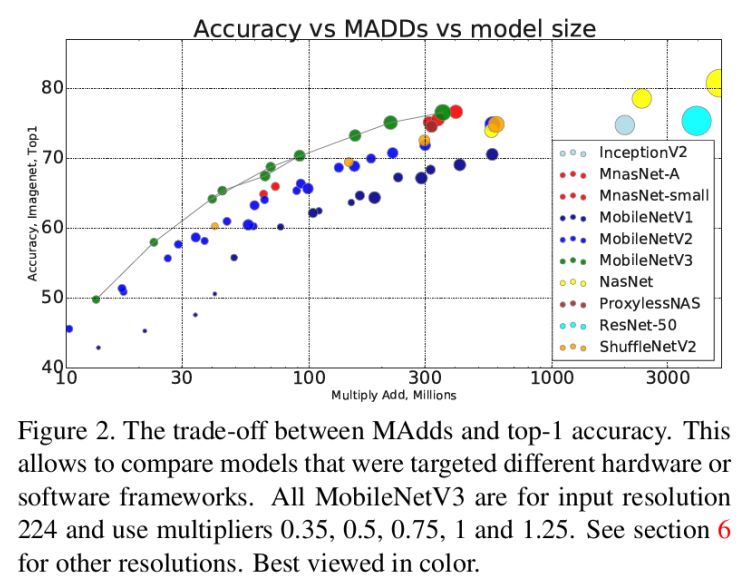 Accuracy vs MADDs vs model size
Accuracy, Imagenet, Top1
80
70
60
50
40
10
30
100
300
1000
3000
Multiply Add, Millions
InceptionV2
MnasNet-A
MnasNet-small
MobileNetV1
MobileNetV2
MobileNetV3
NasNet
ProxylessNAS
ResNet-50
ShuffleNetV2
Figure 2. The trade-off between MAdds and top-1 accuracy. This
allows to compare models that were targeted different hardware or
software frameworks. All MobileNetV3 are for input resolution
224 and use multipliers 0.35, 0.5, 0.75, 1 and 1.25. See section 6
for other resolutions. Best viewed in color.